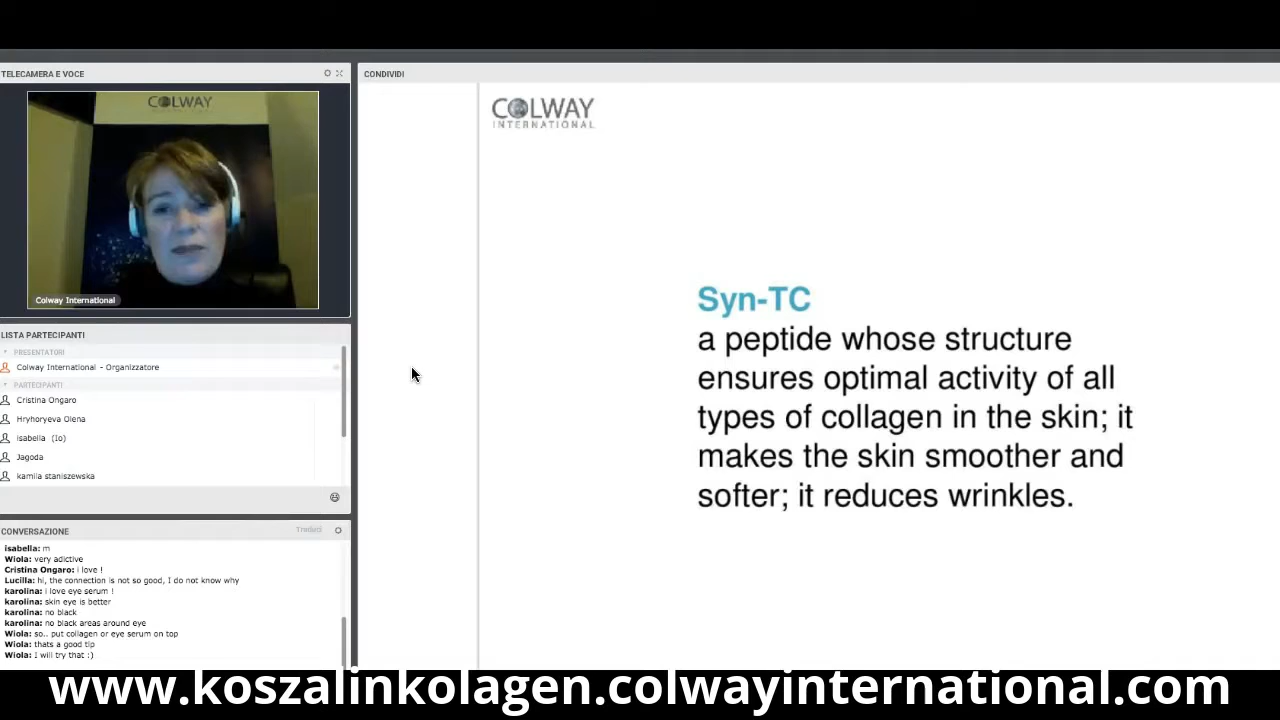 TELECAMERA E VOCE
COLWAY
Colway International
LISTA PARTECIPANTI
PRESENTATORI
Colway International - Organizzatore
PARTECIPANTI
Cristina Ongaro
Hryhoryeva Olena
isabella (Io)
Jagoda
kamila staniszewska
CONVERSAZIONE
isabella: m
Wiola: very adictive
Cristina Ongaro: i love !
Lucilla: hi, the connection is not so good, I do not know why
karolina: i love eye serum !
karolina: skin eye is better
karolina: no black
karolina: no black areas around eye
Wiola: so.. put collagen or eye serum on top
Wiola: thats a good tip
Wiola: I will try that :)
CONDIVIDI
COLWAY
INTERNATIONAL
Syn-TC
a peptide whose structure
ensures optimal activity of all
types of collagen in the skin; it
makes the skin smoother and
softer; it reduces wrinkles.
www.koszalinkolagen.colwayinternational.com